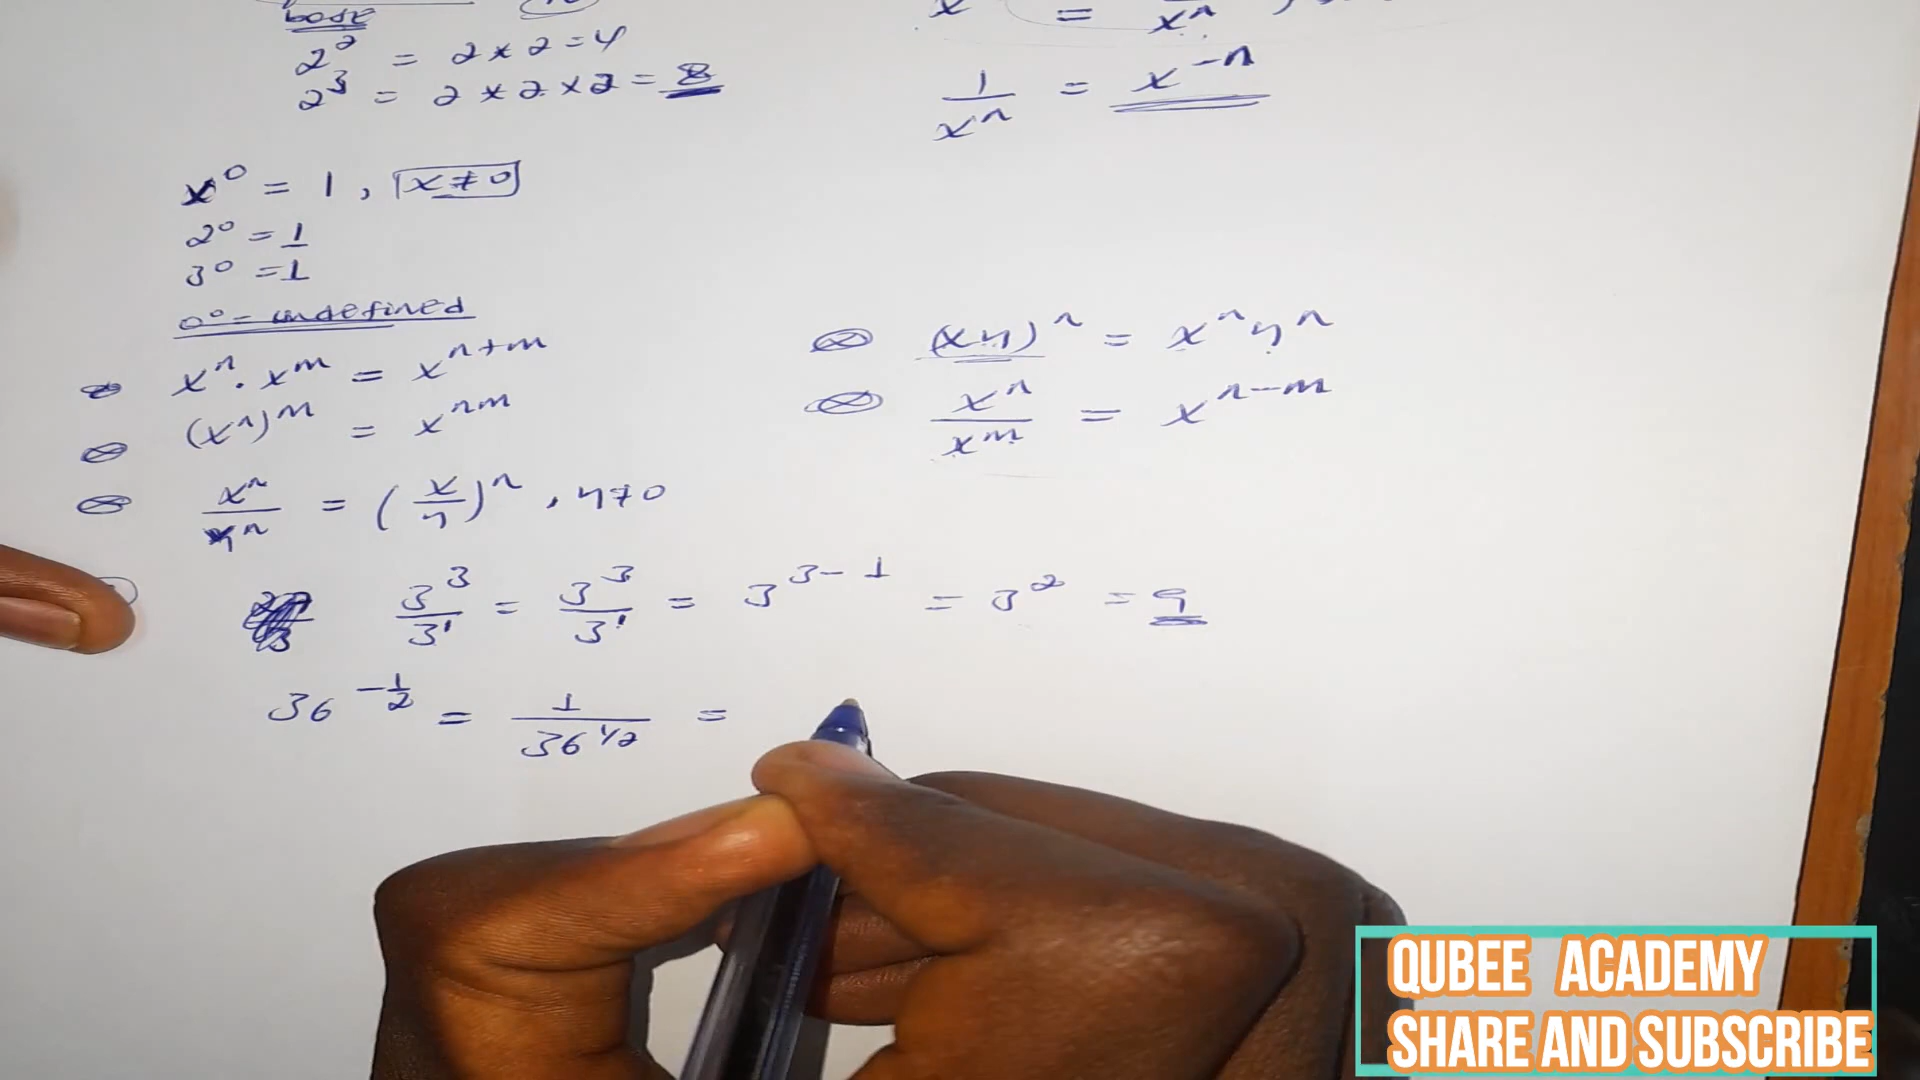 2² = 2 × 2 = 4
2³ = 2 × 2 × 2 = 8
x = xⁿ
1/xⁿ = x⁻ⁿ
x⁰ = 1, x ≠ 0
2⁰ = 1
3⁰ = 1
0⁰ = undefined
xⁿ · xᵐ = xⁿ⁺ᵐ
(xⁿ)ᵐ = xⁿᵐ
xⁿ/yⁿ = (x/y)ⁿ, y ≠ 0
(xy)ⁿ = xⁿyⁿ
xⁿ/xᵐ = xⁿ⁻ᵐ
3³/3¹ = 3³/3¹ = 3³⁻¹ = 3² = 9
36^(-1/2) = 1/36^(1/2) =
QUBEE ACADEMY
SHARE AND SUBSCRIBE